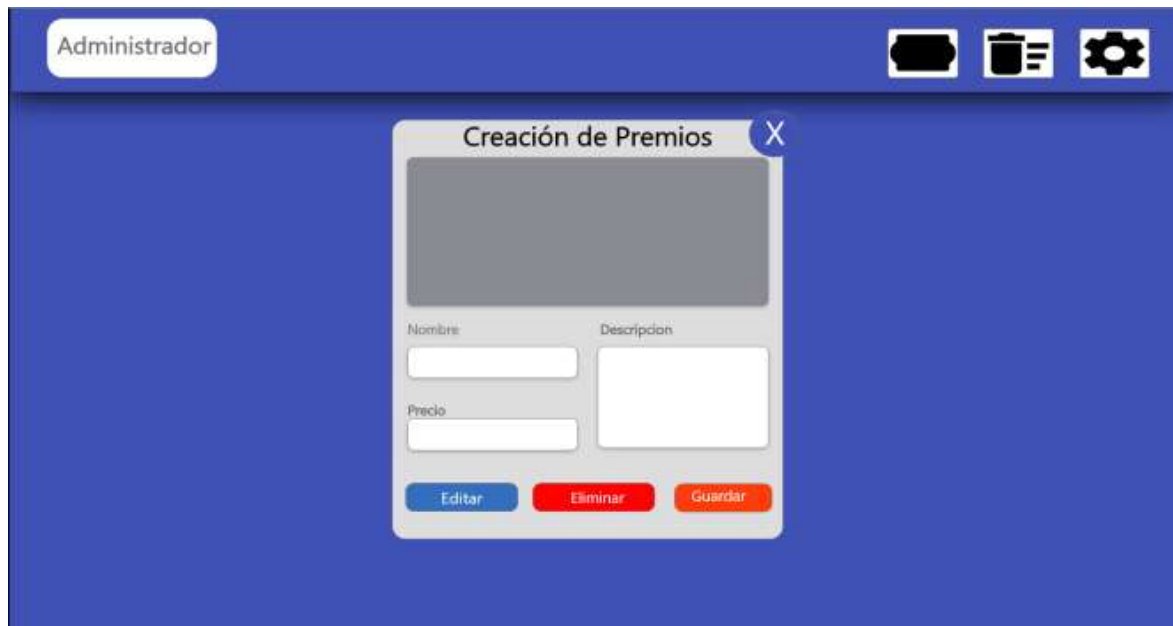 Administrador
Creación de Premios
X
Nombre
Descripcion
Precio
Editar
Eliminar
Guardar